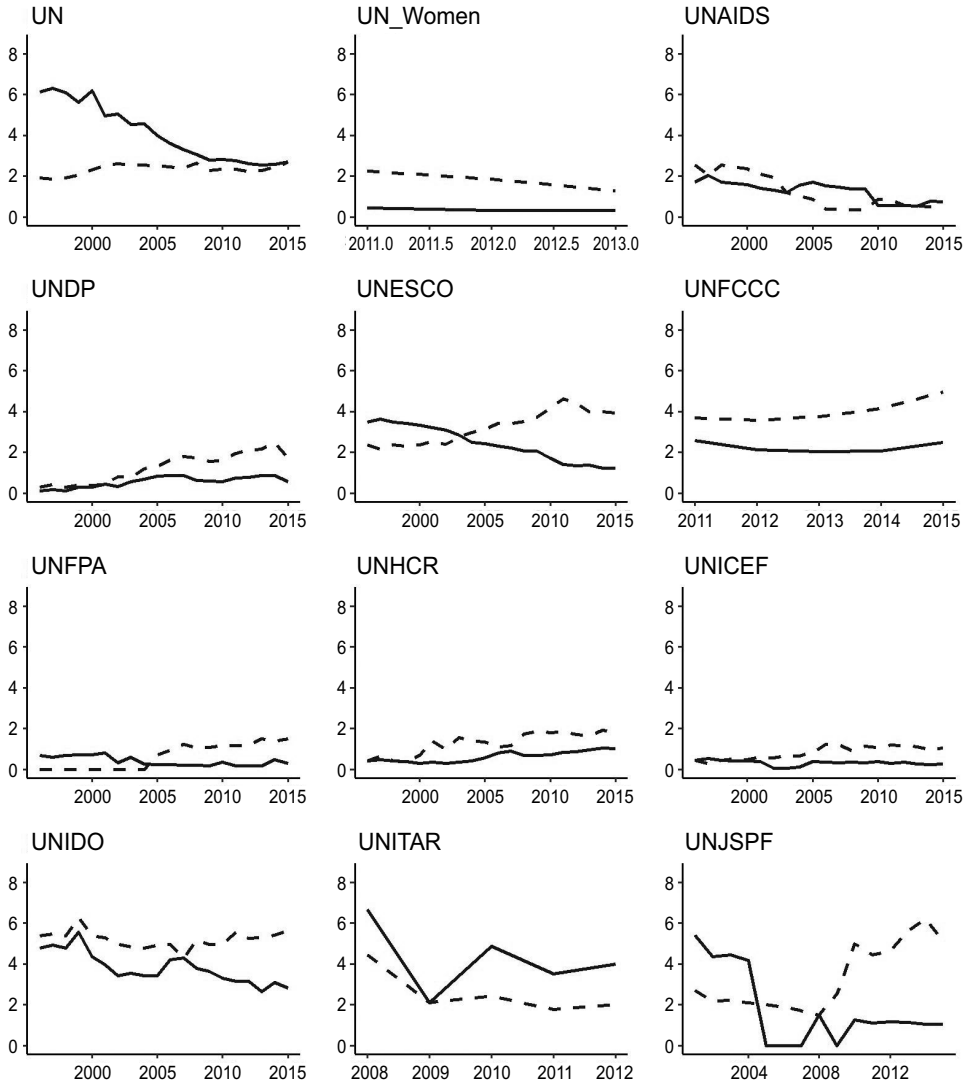 UN UN_Women UNAIDS
8 8 8
6 6 6
4 4 4
2 2 2
0 0 0
2000 2005 2010 2015 2011.0 2011.5 2012.0 2012.5 2013.0 2000 2005 2010 2015
UNDP UNESCO UNFCCC
8 8 8
6 6 6
4 4 4
2 2 2
0 0 0
2000 2005 2010 2015 2000 2005 2010 2015 2011 2012 2013 2014 2015
UNFPA UNHCR UNICEF
8 8 8
6 6 6
4 4 4
2 2 2
0 0 0
2000 2005 2010 2015 2000 2005 2010 2015 2000 2005 2010 2015
UNIDO UNITAR UNJSPF
8 8 8
6 6 6
4 4 4
2 2 2
0 0 0
2000 2005 2010 2015 2008 2009 2010 2011 2012 2004 2008 2012